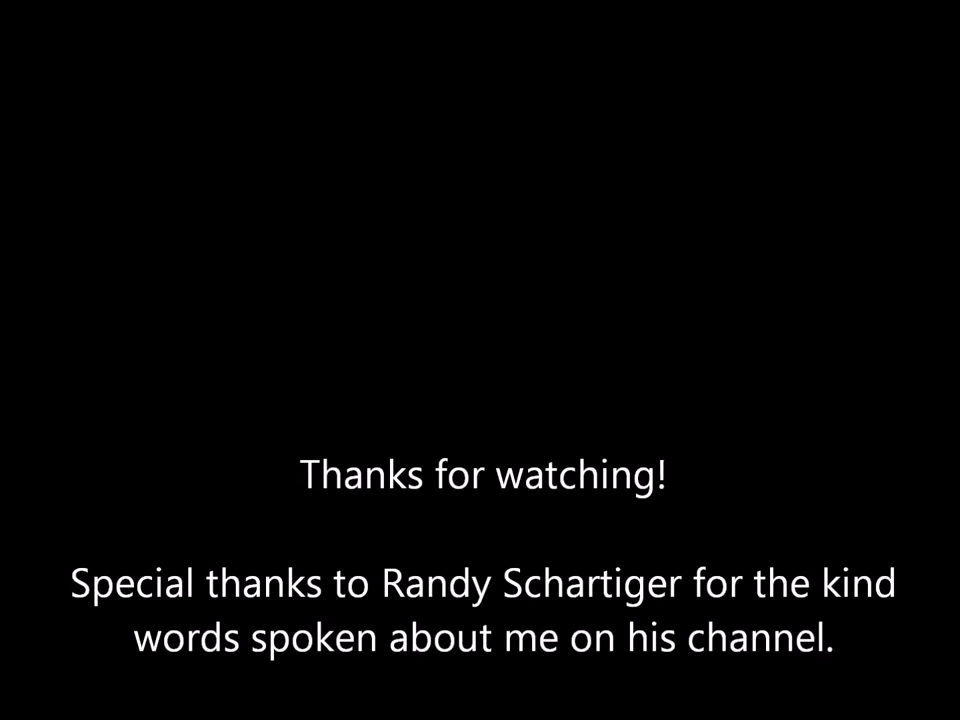 Thanks for watching!
Special thanks to Randy Schartiger for the kind
words spoken about me on his channel.